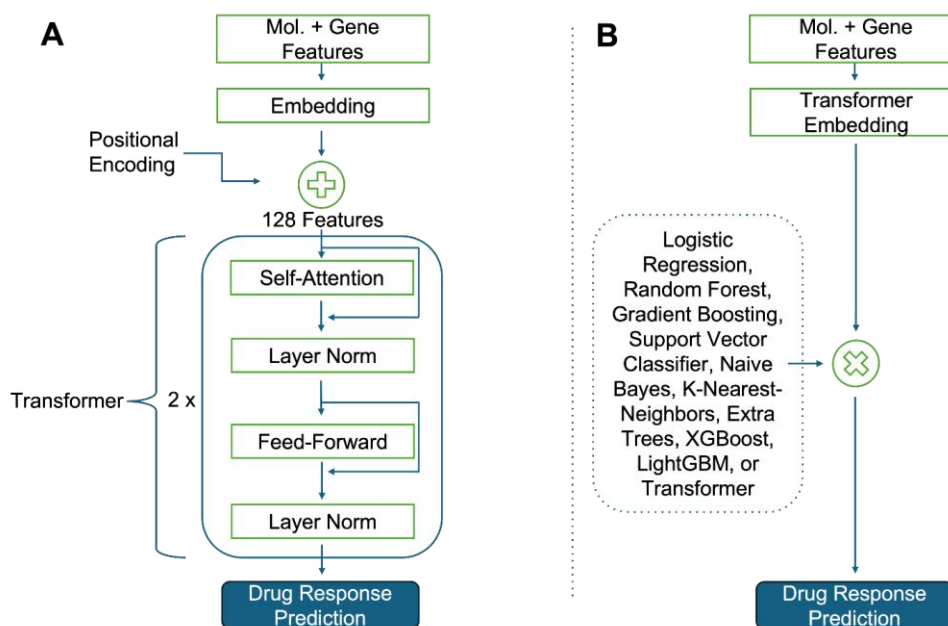 A
Mol. + Gene
Features
Embedding
Positional
Encoding
128 Features
Transformer
2 x
Self-Attention
Layer Norm
Feed-Forward
Layer Norm
Drug Response
Prediction
B
Mol. + Gene
Features
Transformer
Embedding
Logistic
Regression,
Random Forest,
Gradient Boosting,
Support Vector
Classifier, Naive
Bayes, K-Nearest-
Neighbors, Extra
Trees, XGBoost,
LightGBM, or
Transformer
Drug Response
Prediction